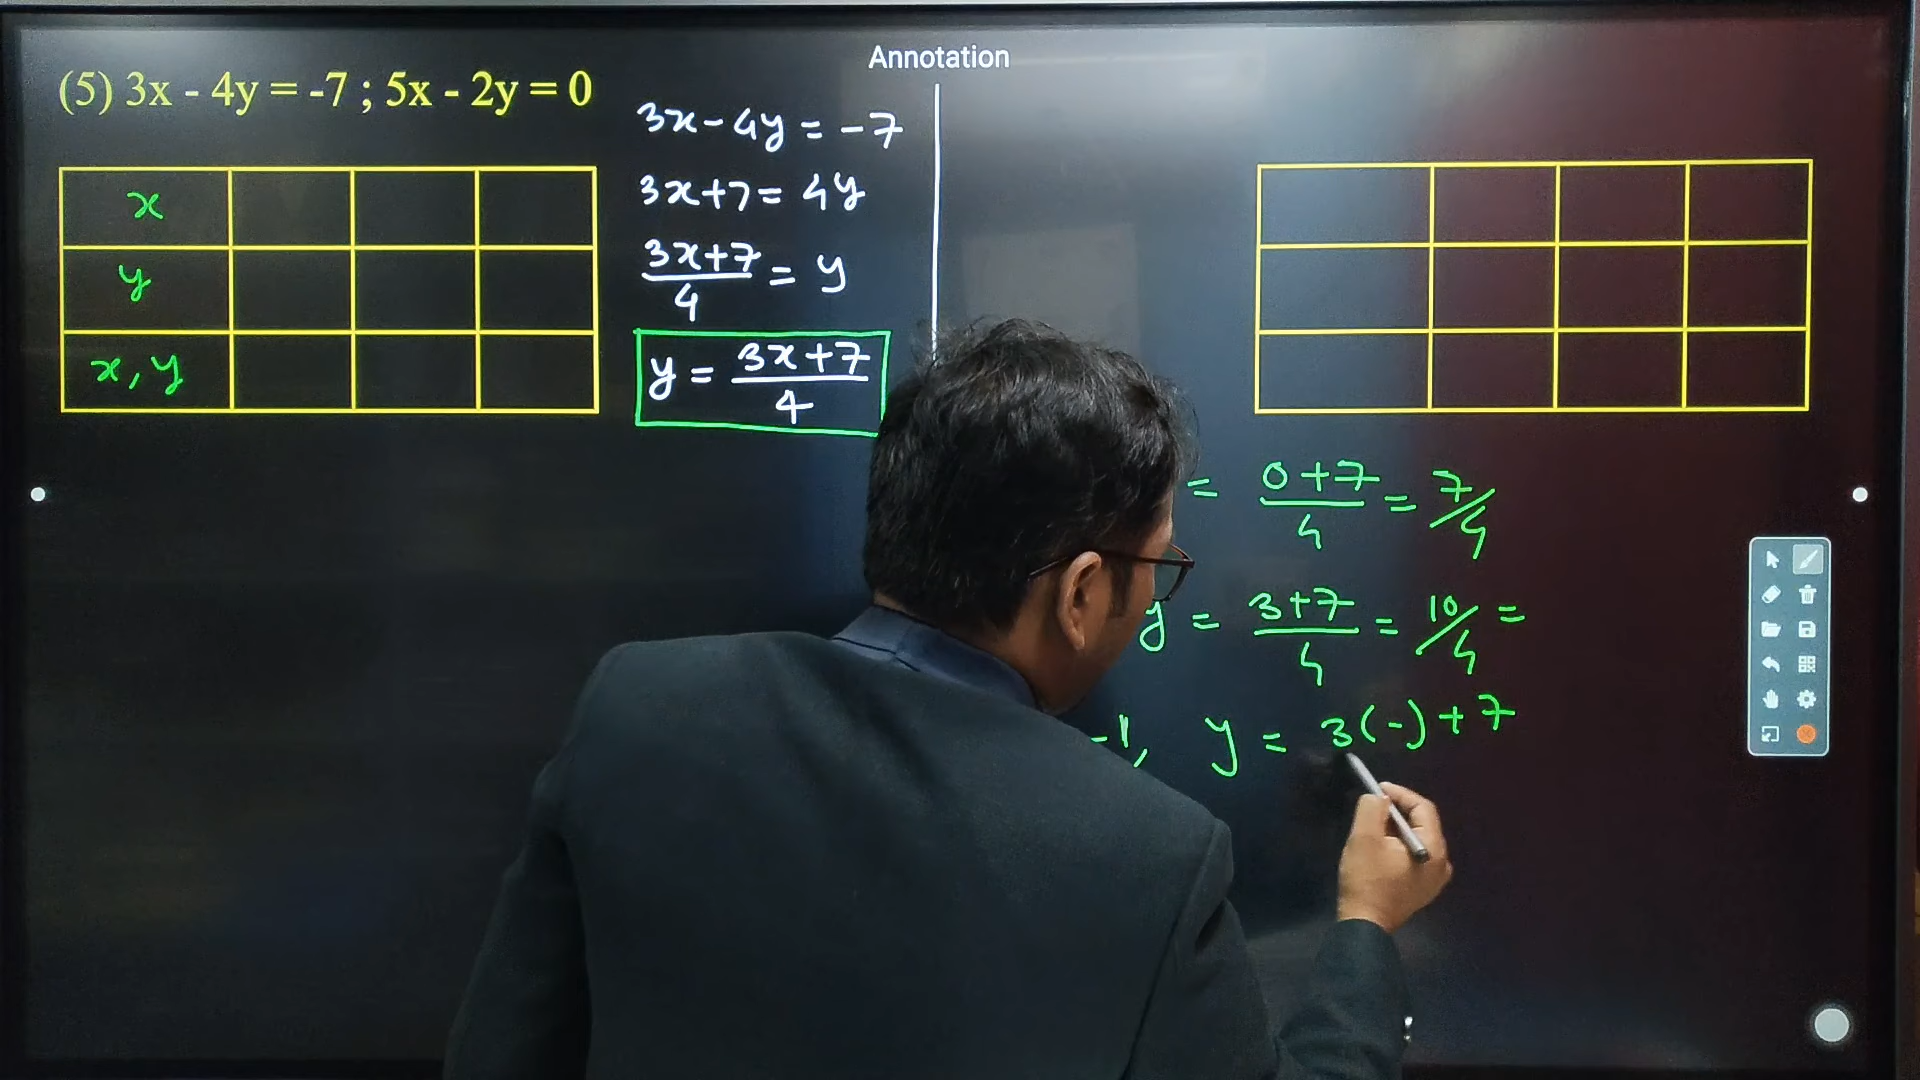 Annotation
(5) 3x - 4y = -7 ; 5x - 2y = 0
3x - 4y = -7
3x + 7 = 4y
3x+7/4 = y
y = 3x+7/4
x
y
x, y
= 0+7/4 = 7/4
y = 3+7/4 = 10/4 =
-1, y = 3(-)+7